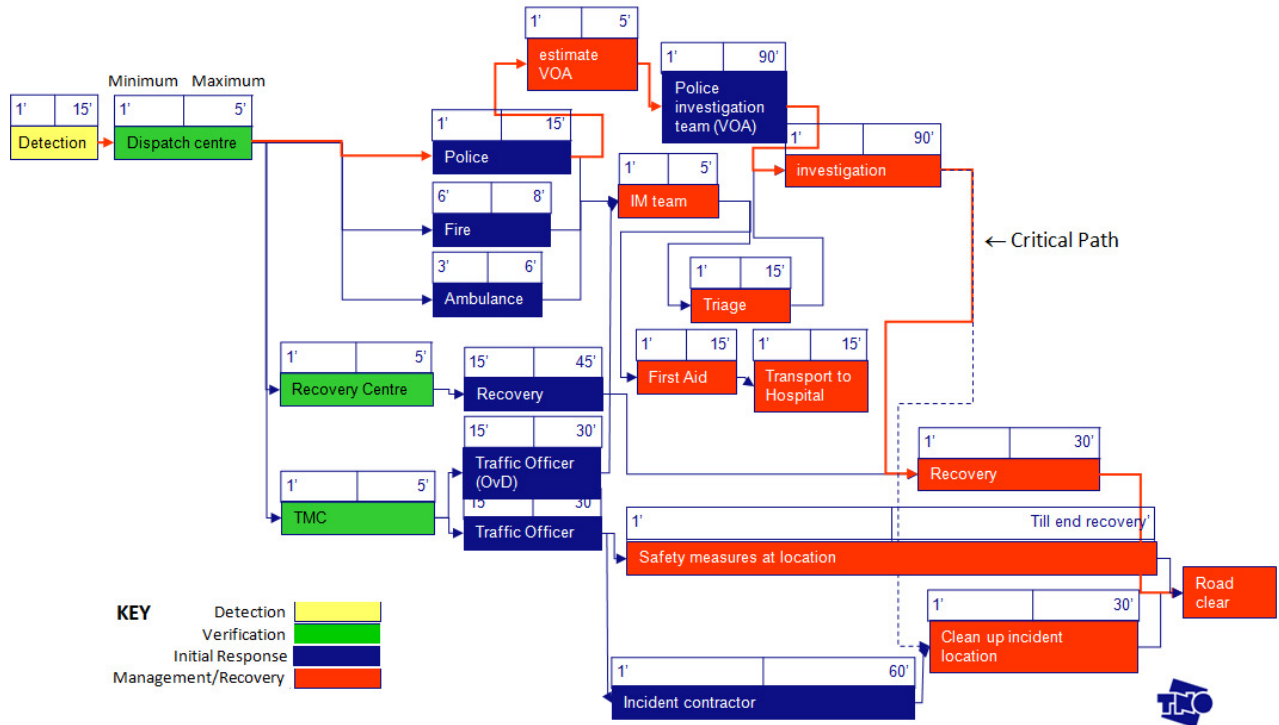 1' 5'
estimate
VOA
1' 90'
Police
investigation
team (VOA)
Minimum Maximum
1' 15'
Detection
1' 5'
Dispatch centre
1' 15'
Police
1' 90'
investigation
6' 8'
Fire
1' 5'
IM team
← Critical Path
3' 6'
Ambulance
1' 15'
Triage
1' 5'
Recovery Centre
15' 45'
Recovery
1' 15'
First Aid
1' 15'
Transport to
Hospital
15' 30'
Traffic Officer
(OvD)
1' 30'
Recovery
1' 5'
TMC
15 30
Traffic Officer
1' Till end recovery'
Safety measures at location
Road
clear
1' 30'
Clean up incident
location
1' 60'
Incident contractor
KEY
Detection
Verification
Initial Response
Management/Recovery
TNO